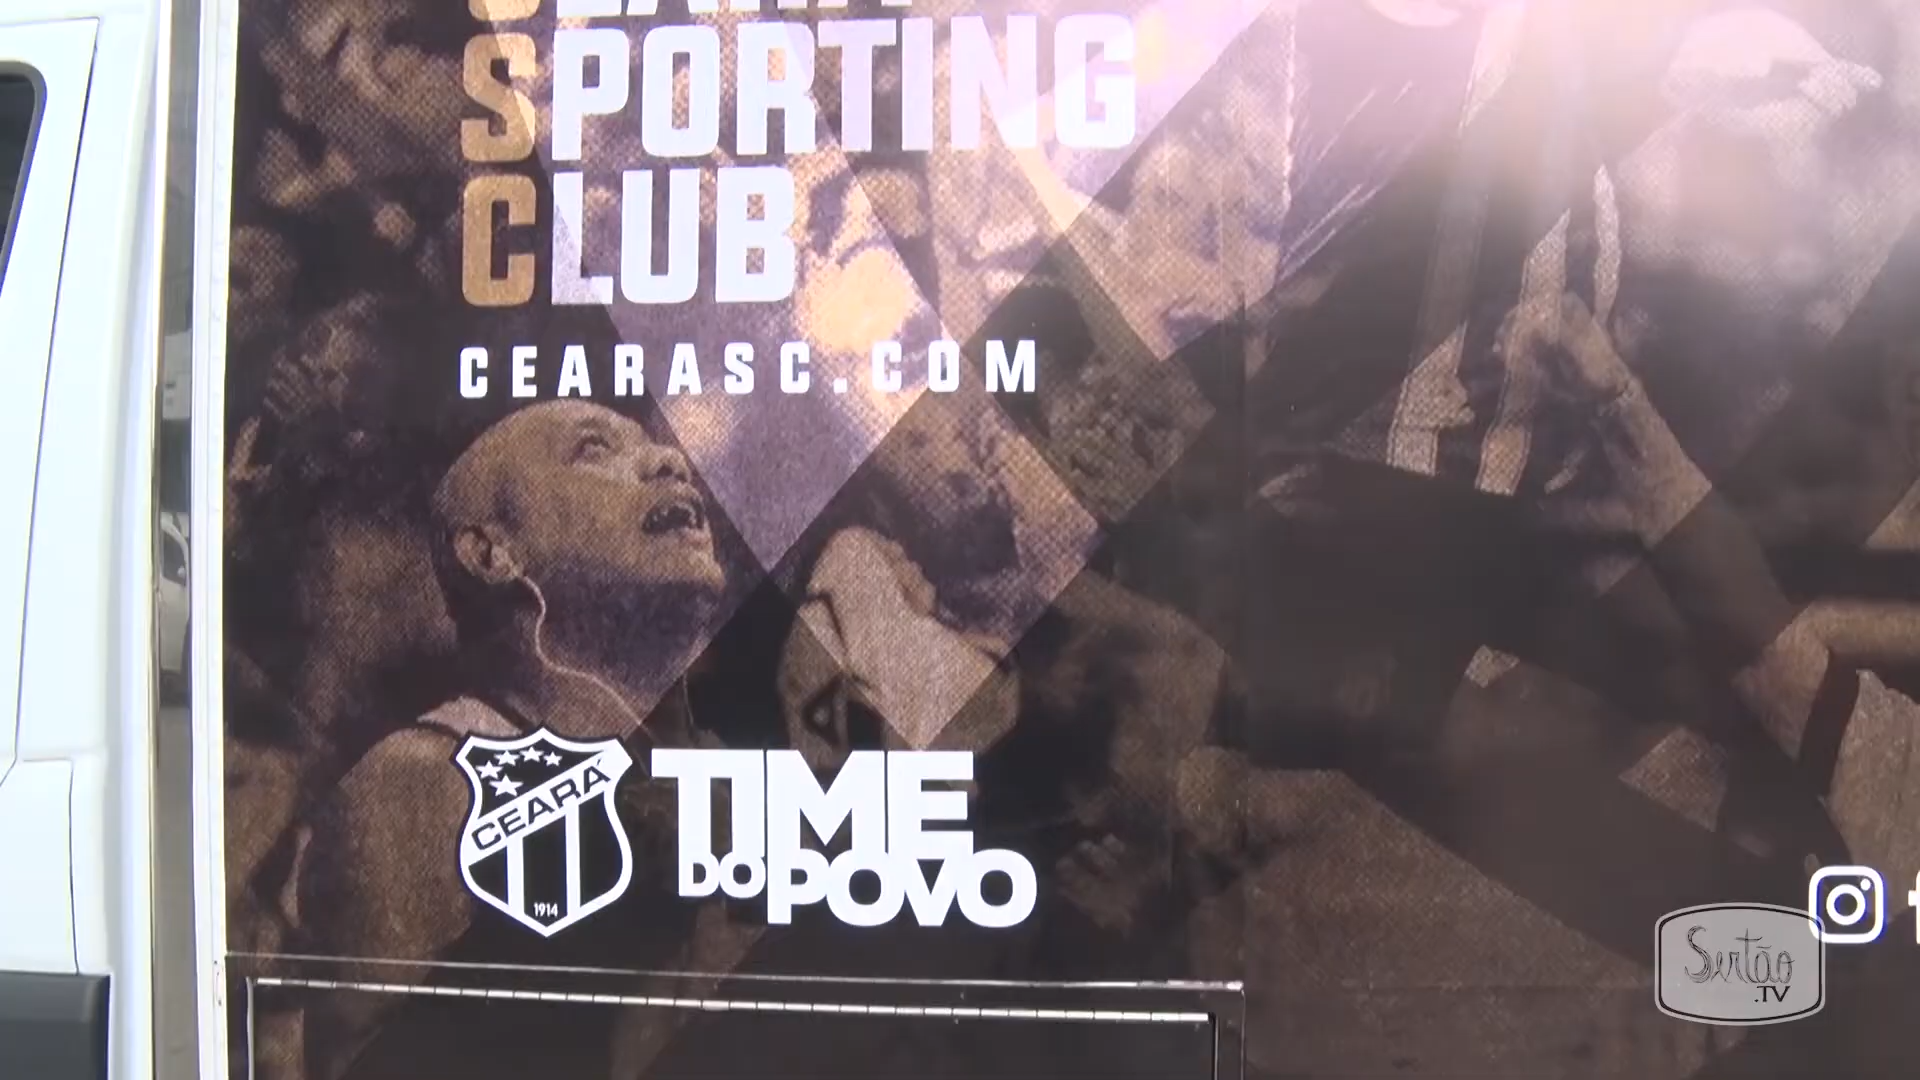 SPORTING
CLUB
CEARASC.COM
CEARÁ
1914
TIME
DO POVO
Sertão
.TV